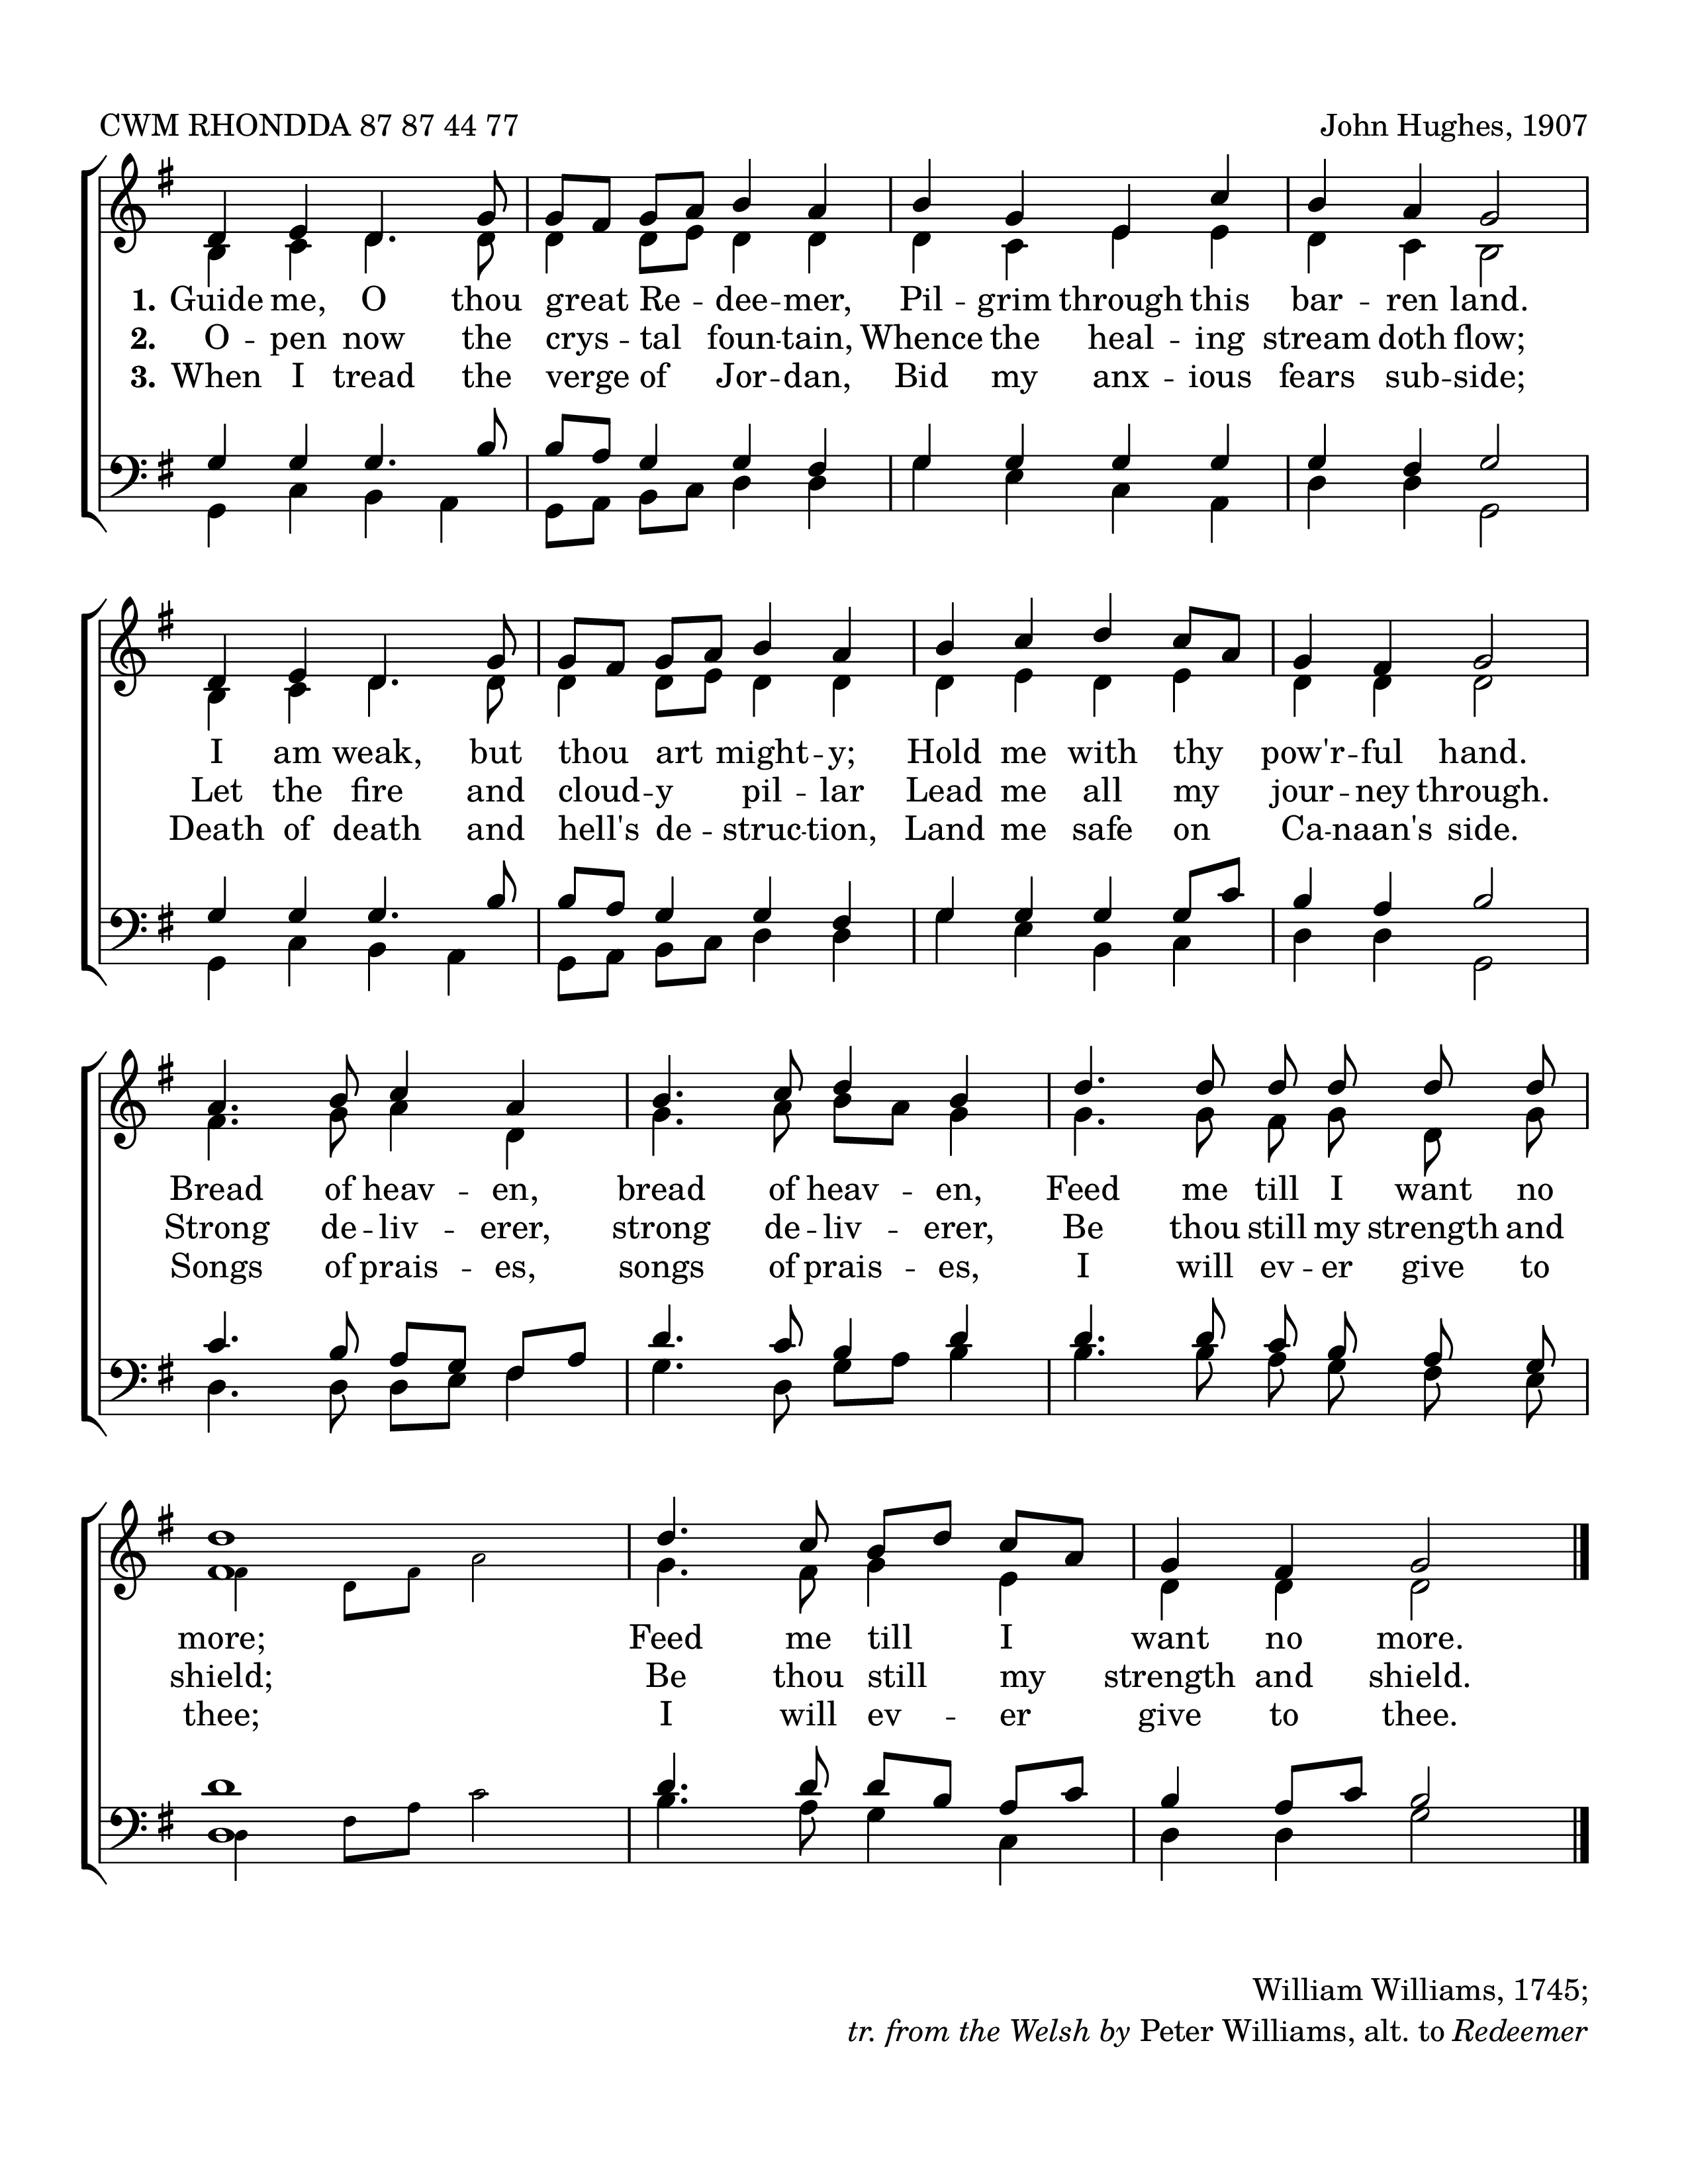 CWM RHONDDA 87 87 44 77 John Hughes, 1907
1. Guide me, O thou great Re -- dee -- mer, Pil -- grim through this bar -- ren land.
2. O -- pen now the crys -- tal foun -- tain, Whence the heal -- ing stream doth flow;
3. When I tread the verge of Jor -- dan, Bid my anx -- ious fears sub -- side;
I am weak, but thou art might -- y; Hold me with thy pow'r -- ful hand.
Let the fire and cloud -- y pil -- lar Lead me all my jour -- ney through.
Death of death and hell's de -- struc -- tion, Land me safe on Ca -- naan's side.
Bread of heav -- en, bread of heav -- en, Feed me till I want no
Strong de -- liv -- erer, strong de -- liv -- erer, Be thou still my strength and
Songs of prais -- es, songs of prais -- es, I will ev -- er give to
more; Feed me till I want no more.
shield; Be thou still my strength and shield.
thee; I will ev -- er give to thee.
William Williams, 1745;
tr. from the Welsh by Peter Williams, alt. to Redeemer